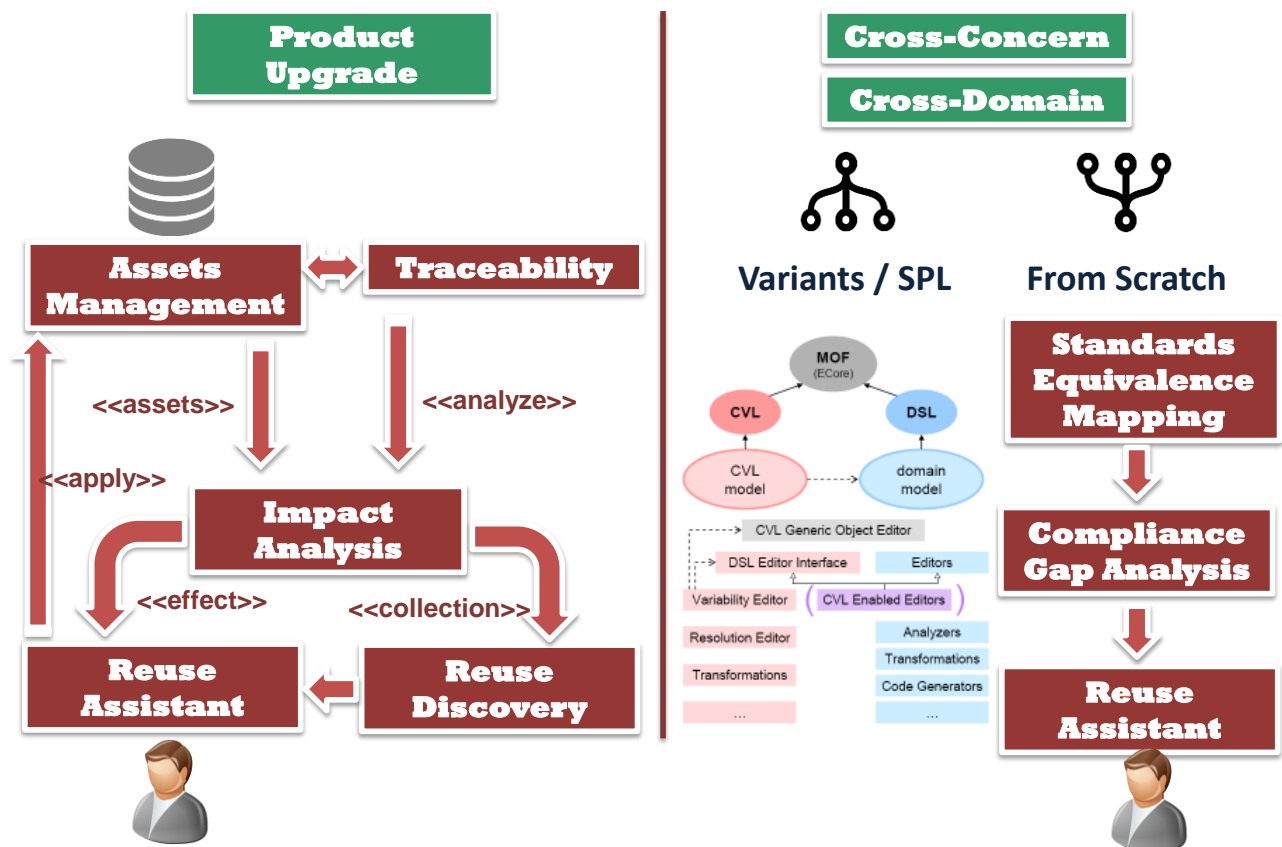 Product
Upgrade
Assets
Management
Traceability
<<assets>>
<<analyze>>
<<apply>>
Impact
Analysis
<<effect>>
<<collection>>
Reuse
Assistant
Reuse
Discovery
Cross-Concern
Cross-Domain
Variants / SPL
MOF
(ECore)
CVL
DSL
CVL
model
domain
model
CVL Generic Object Editor
DSL Editor Interface
Editors
Variability Editor
( CVL Enabled Editors )
Resolution Editor
Analyzers
Transformations
Transformations
Code Generators
...
...
From Scratch
Standards
Equivalence
Mapping
Compliance
Gap Analysis
Reuse
Assistant